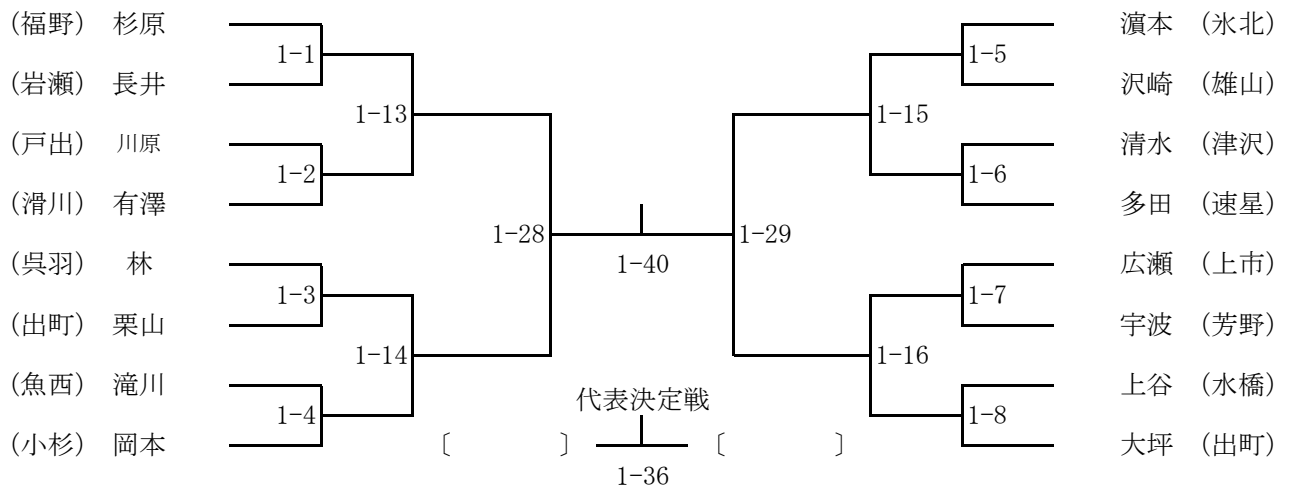 (福野) 杉原 濵本 (氷北)
1-1 1-5
(岩瀬) 長井 沢崎 (雄山)
1-13 1-15
(戸出) 川原 清水 (津沢)
1-2 1-6
(滑川) 有澤 多田 (速星)
1-28 1-29
(呉羽) 林 1-40 広瀬 (上市)
1-3 1-7
(出町) 栗山 宇波 (芳野)
1-14 1-16
(魚西) 滝川 代表決定戦 上谷 (水橋)
1-4 1-8
(小杉) 岡本 〔 〕 〔 〕 大坪 (出町)
1-36